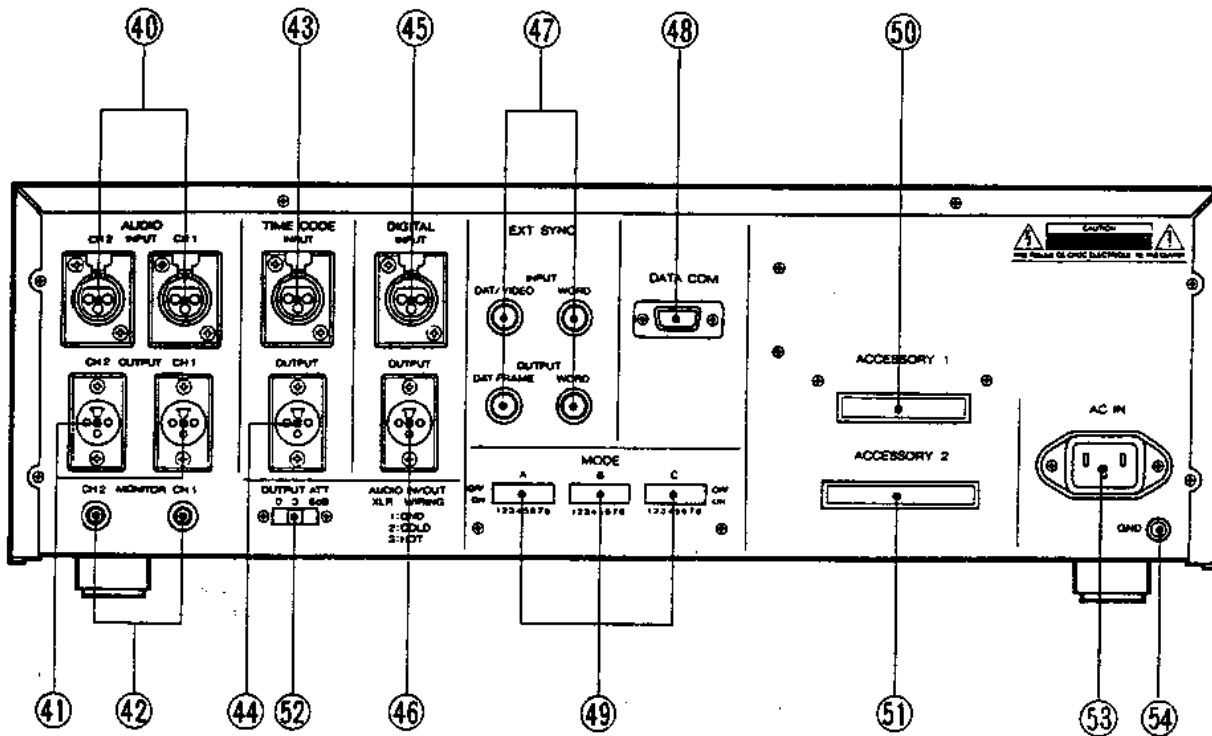 40 43 45 47 48 50
AUDIO
INPUT
CH 2 CH 1
TIME CODE
INPUT
DIGITAL
INPUT
EXT SYNC
INPUT
DAT/VIDEO WORD
DATA COM
CAUTION
CH 2 OUTPUT CH 1
OUTPUT
OUTPUT
OUTPUT
DAT FRAME WORD
ACCESSORY 1
AC IN
MODE
A B C
OFF
ON
OFF
ON
12345678 12345678 12345678
ACCESSORY 2
CH 2 MONITOR CH 1
OUTPUT ATT
0 3 6dB
AUDIO IN/OUT
XLR WIRING
1:GND
2:COLD
3:HOT
GND
41 42 44 52 46 49 51 53 54